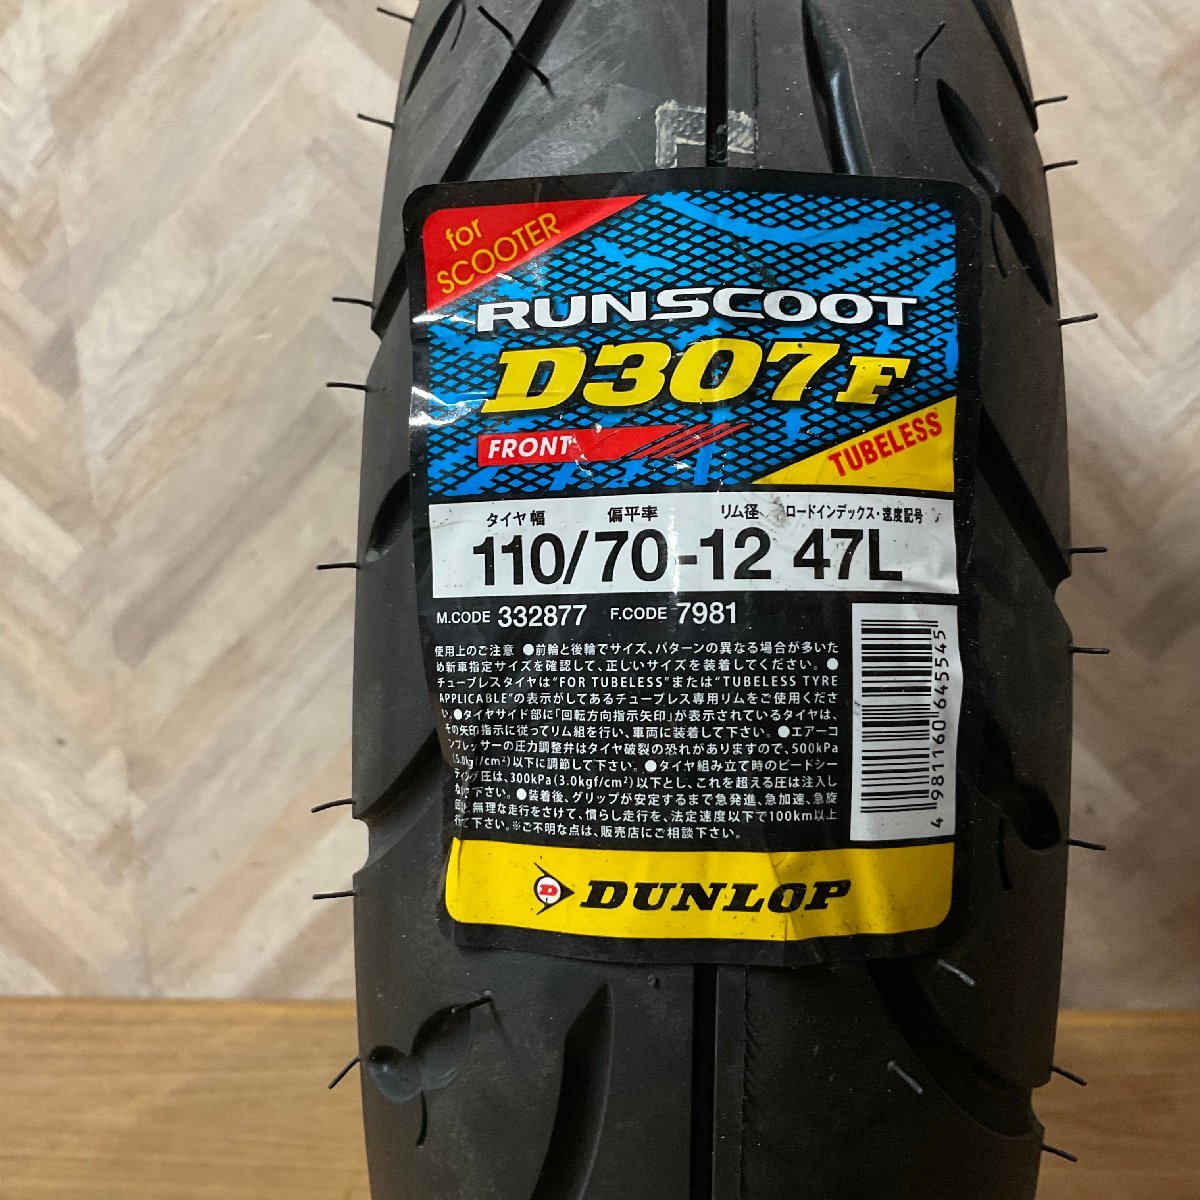 for
SCOOTER
RUNSCOOT
D307F
FRONT
TUBELESS
タイヤ幅 偏平率 リム径 ロードインデックス・速度記号
110/70-12 47L
M.CODE 332877 F.CODE 7981
使用上のご注意 ●前輪と後輪でサイズ、パターンの異なる場合が多いた
め新車指定サイズを確認して、正しいサイズを装着してください。●
チューブレスタイヤは"FOR TUBELESS"または"TUBELESS TYRE
APPLICABLE"の表示がしてあるチューブレス専用リムをご使用くださ
い。●タイヤサイド部に「回転方向指示矢印」が表示されているタイヤは、
その矢印指示に従ってリム組を行い、車両に装着して下さい。●エアーコ
ンプレッサーの圧力調整弁はタイヤ破裂の恐れがありますので、500kPa
(5.0kgf/cm²)以下に調節して下さい。●タイヤ組み立て時のビードシー
ティング圧は、300kPa(3.0kgf/cm²)以下とし、これを超える圧は注入し
ないで下さい。●装着後、グリップが安定するまで急発進、急加速、急旋
回など無理な走行をさけて、慣らし走行を、法定速度以下で100km以上
行って下さい。※ご不明な点は、販売店にご相談下さい。
4 981160 645545
D DUNLOP